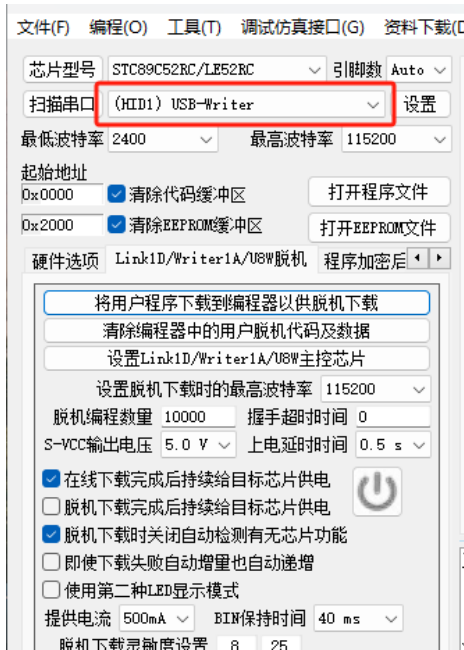 文件(F) 编程(O) 工具(T) 调试仿真接口(G) 资料下载(D
芯片型号 STC89C52RC/LE52RC 引脚数 Auto
扫描串口 (HID1) USB-Writer 设置
最低波特率 2400 最高波特率 115200
起始地址
0x0000 清除代码缓冲区 打开程序文件
0x2000 清除EEPROM缓冲区 打开EEPROM文件
硬件选项 Link1D/Writer1A/U8W脱机 程序加密后
将用户程序下载到编程器以供脱机下载
清除编程器中的用户脱机代码及数据
设置Link1D/Writer1A/U8W主控芯片
设置脱机下载时的最高波特率 115200
脱机编程数量 10000 握手超时时间 0
S-VCC输出电压 5.0 V 上电延时时间 0.5 s
在线下载完成后持续给目标芯片供电
脱机下载完成后持续给目标芯片供电
脱机下载时关闭自动检测有无芯片功能
即使下载失败自动增量也自动递增
使用第二种LED显示模式
提供电流 500mA BIN保持时间 40 ms
脱机下载灵敏度设置 8 25